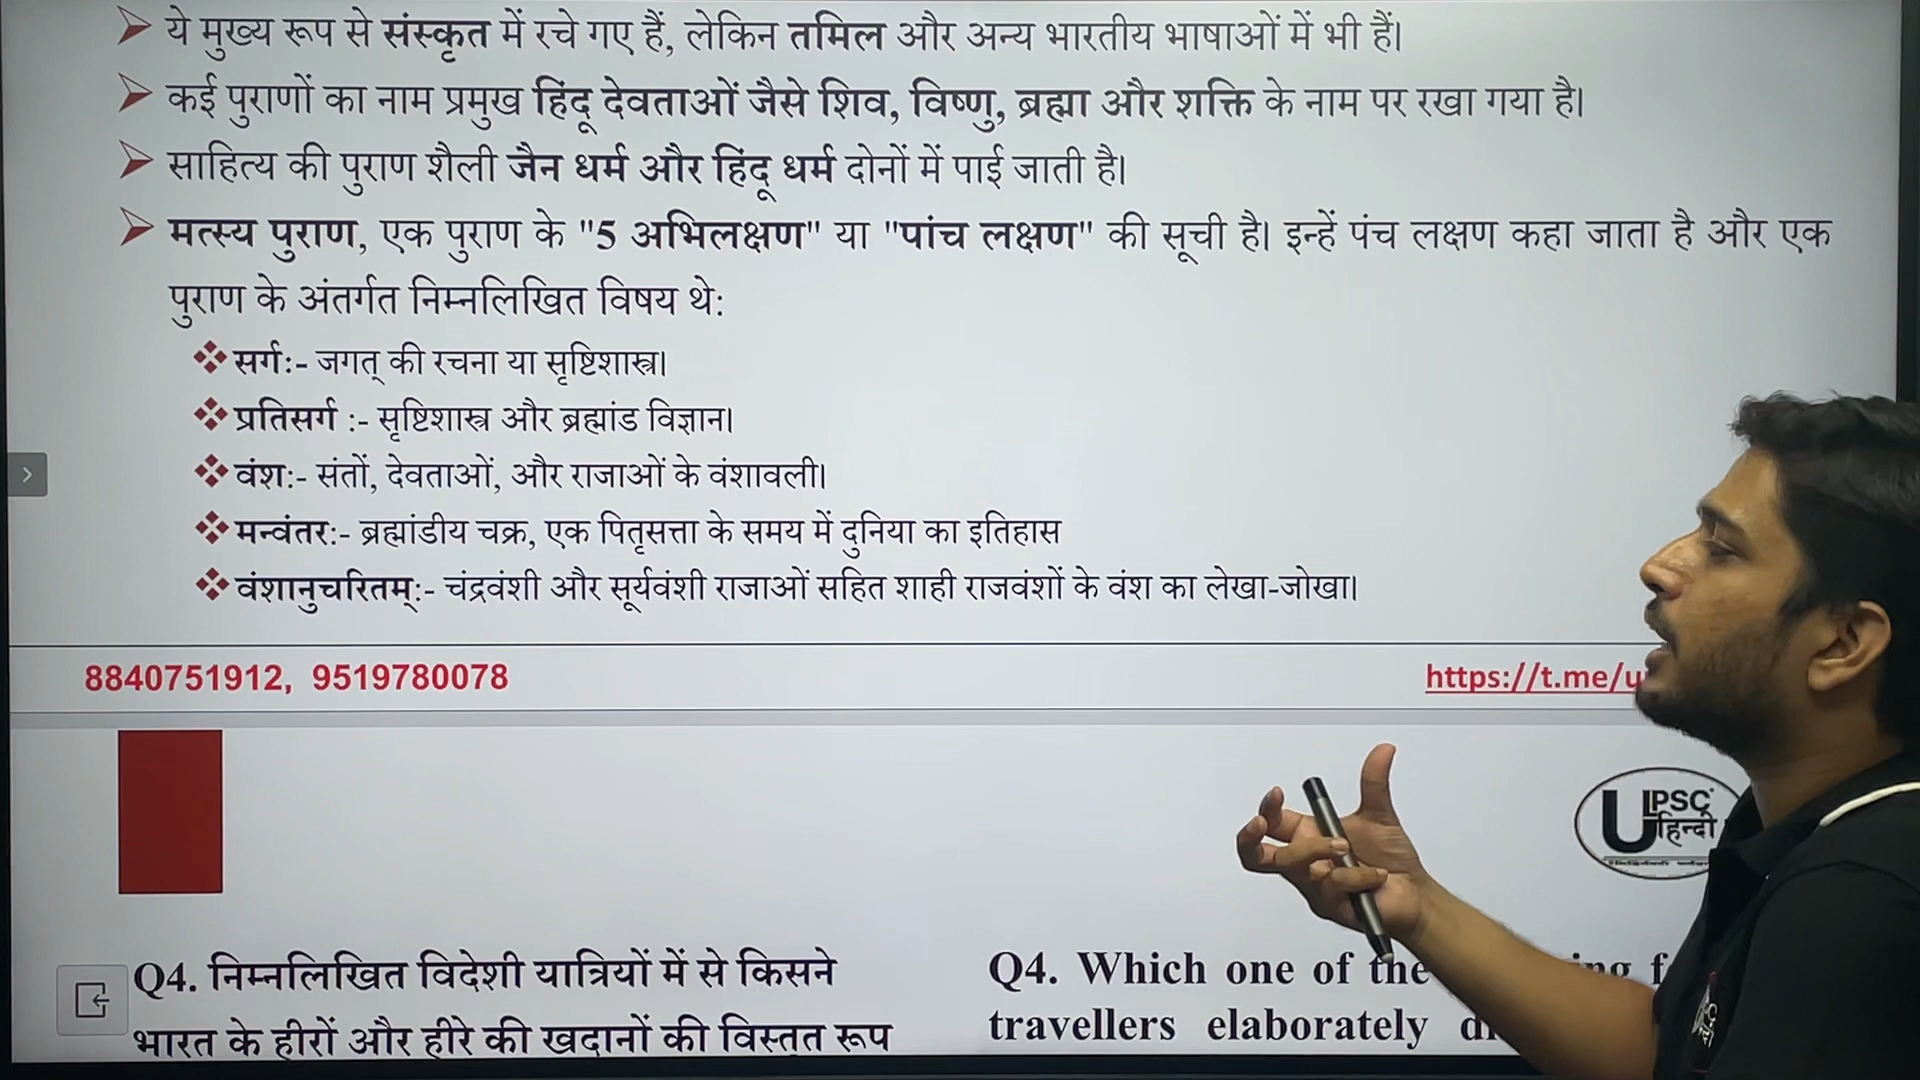 ये मुख्य रूप से संस्कृत में रचे गए हैं, लेकिन तमिल और अन्य भारतीय भाषाओं में भी हैं।
कई पुराणों का नाम प्रमुख हिंदू देवताओं जैसे शिव, विष्णु, ब्रह्मा और शक्ति के नाम पर रखा गया है।
साहित्य की पुराण शैली जैन धर्म और हिंदू धर्म दोनों में पाई जाती है।
मत्स्य पुराण, एक पुराण के "5 अभिलक्षण" या "पांच लक्षण" की सूची है। इन्हें पंच लक्षण कहा जाता है और एक
पुराण के अंतर्गत निम्नलिखित विषय थे:
सर्ग:- जगत् की रचना या सृष्टिशास्त्र।
प्रतिसर्ग :- सृष्टिशास्त्र और ब्रह्मांड विज्ञान।
वंश:- संतों, देवताओं, और राजाओं के वंशावली।
मन्वंतर:- ब्रह्मांडीय चक्र, एक पितृसत्ता के समय में दुनिया का इतिहास
वंशानुचरितम्:- चंद्रवंशी और सूर्यवंशी राजाओं सहित शाही राजवंशों के वंश का लेखा-जोखा।
8840751912, 9519780078
https://t.me/u
UPSC
हिन्दी
Q4. निम्नलिखित विदेशी यात्रियों में से किसने
भारत के हीरों और हीरे की खदानों की विस्तृत रूप
Q4. Which one of the
travellers elaborately